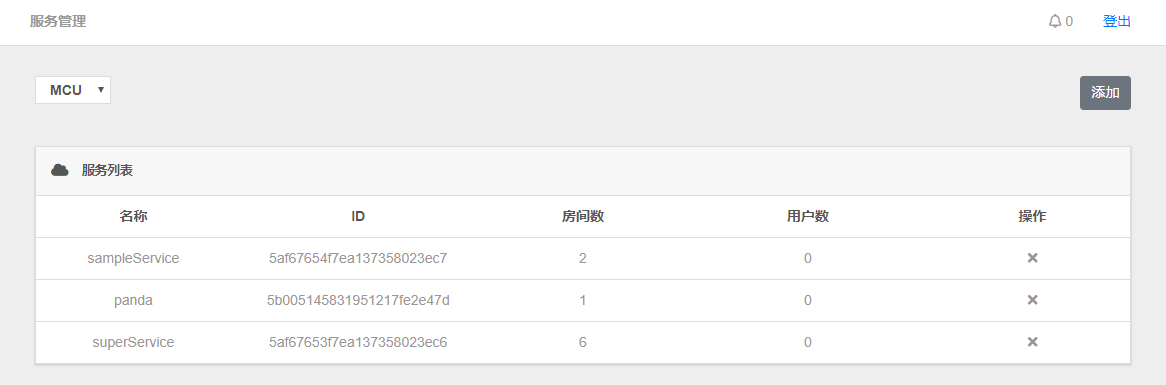 服务管理 0 登出
MCU 添加
服务列表
名称 ID 房间数 用户数 操作
sampleService 5af67654f7ea137358023ec7 2 0
panda 5b005145831951217fe2e47d 1 0
superService 5af67653f7ea137358023ec6 6 0